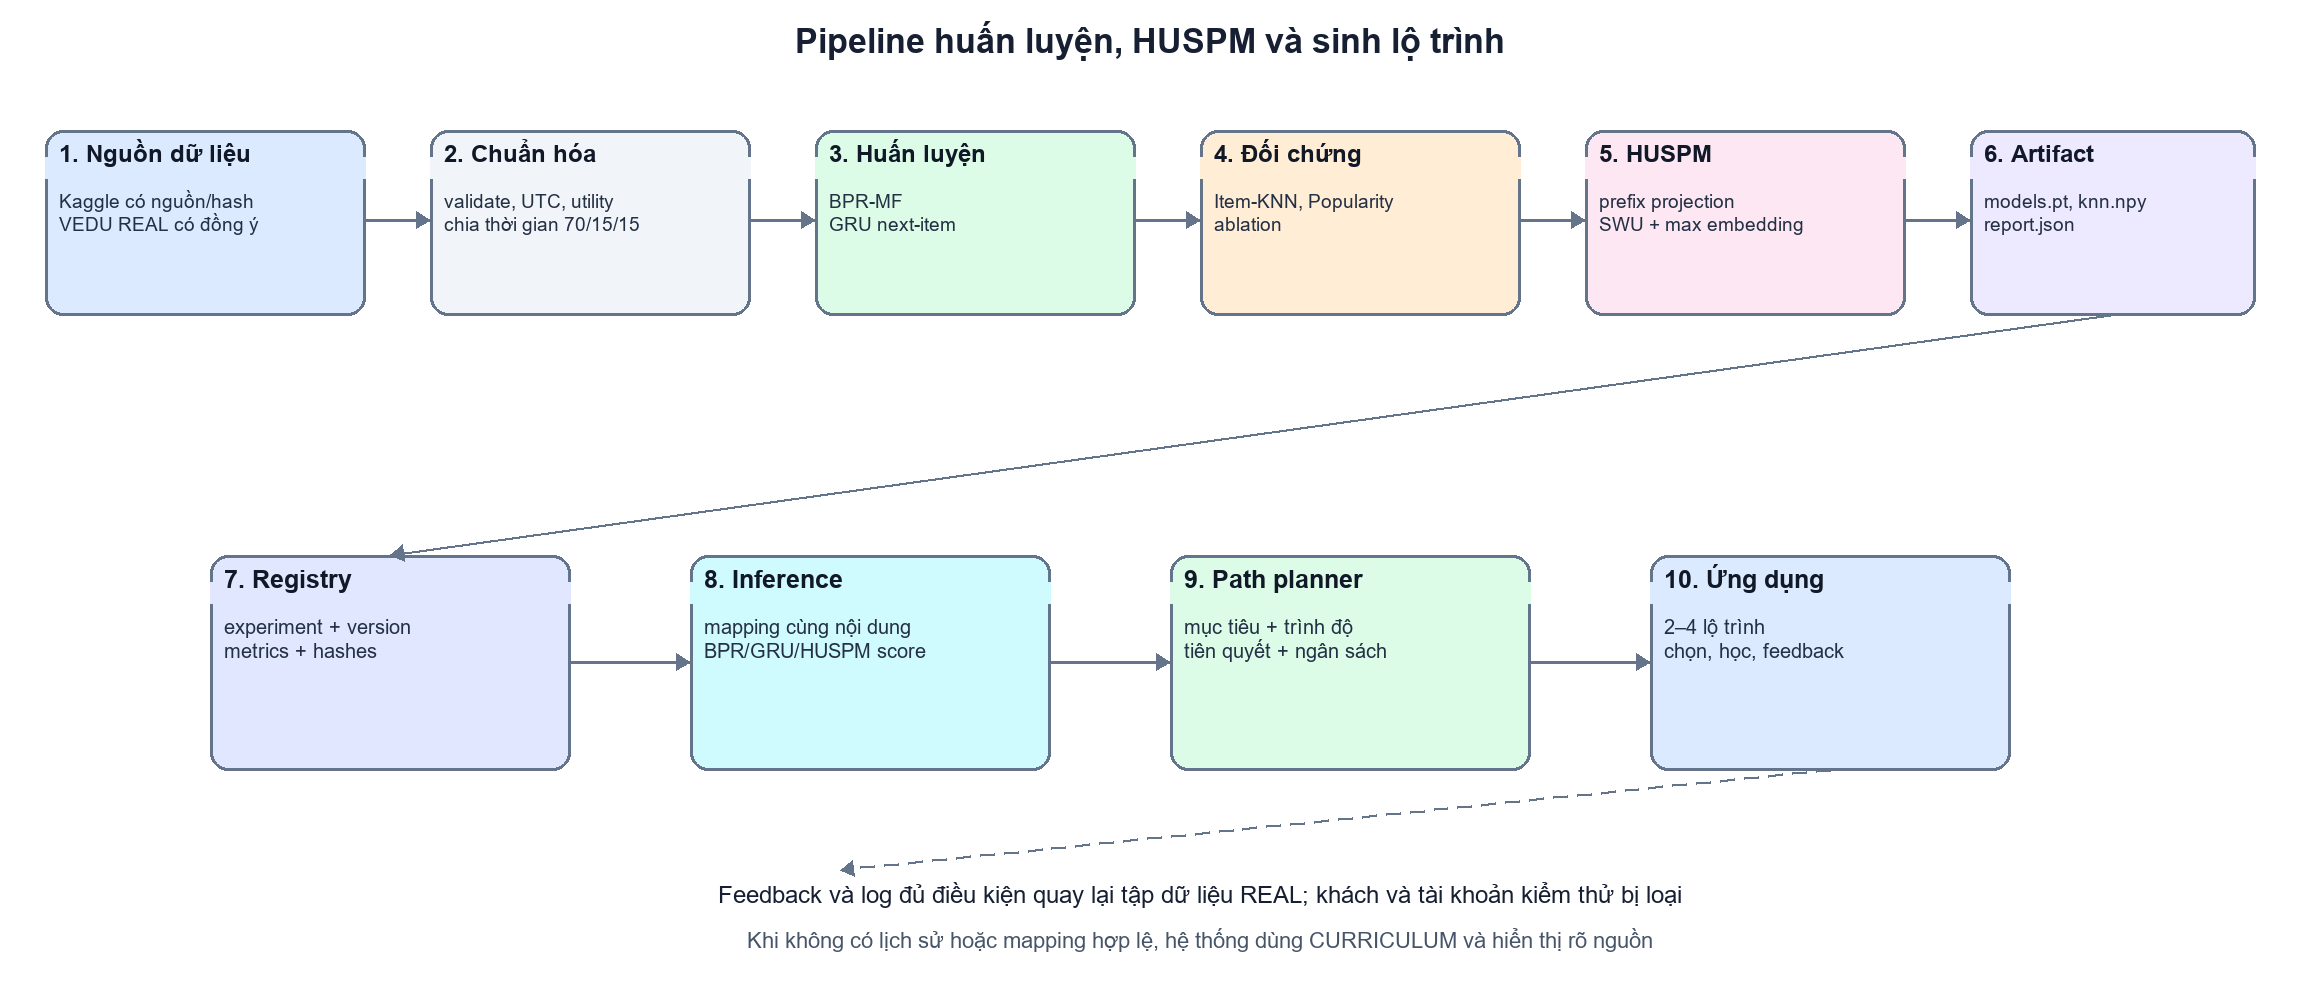 Pipeline huấn luyện, HUSPM và sinh lộ trình
1. Nguồn dữ liệu
Kaggle có nguồn/hash
VEDU REAL có đồng ý
2. Chuẩn hóa
validate, UTC, utility
chia thời gian 70/15/15
3. Huấn luyện
BPR-MF
GRU next-item
4. Đối chứng
Item-KNN, Popularity
ablation
5. HUSPM
prefix projection
SWU + max embedding
6. Artifact
models.pt, knn.npy
report.json
7. Registry
experiment + version
metrics + hashes
8. Inference
mapping cùng nội dung
BPR/GRU/HUSPM score
9. Path planner
mục tiêu + trình độ
tiên quyết + ngân sách
10. Ứng dụng
2–4 lộ trình
chọn, học, feedback
Feedback và log đủ điều kiện quay lại tập dữ liệu REAL; khách và tài khoản kiểm thử bị loại
Khi không có lịch sử hoặc mapping hợp lệ, hệ thống dùng CURRICULUM và hiển thị rõ nguồn